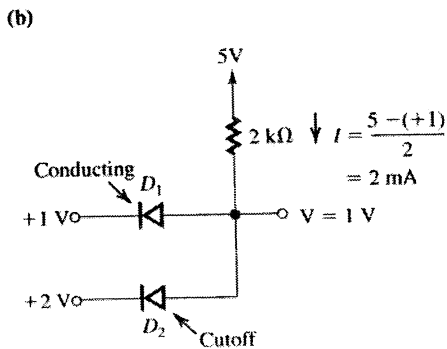 (b)
5V
2 kΩ
I = 5 −(+1) / 2
= 2 mA
Conducting
D₁
+1 V
V = 1 V
+2 V
D₂
Cutoff